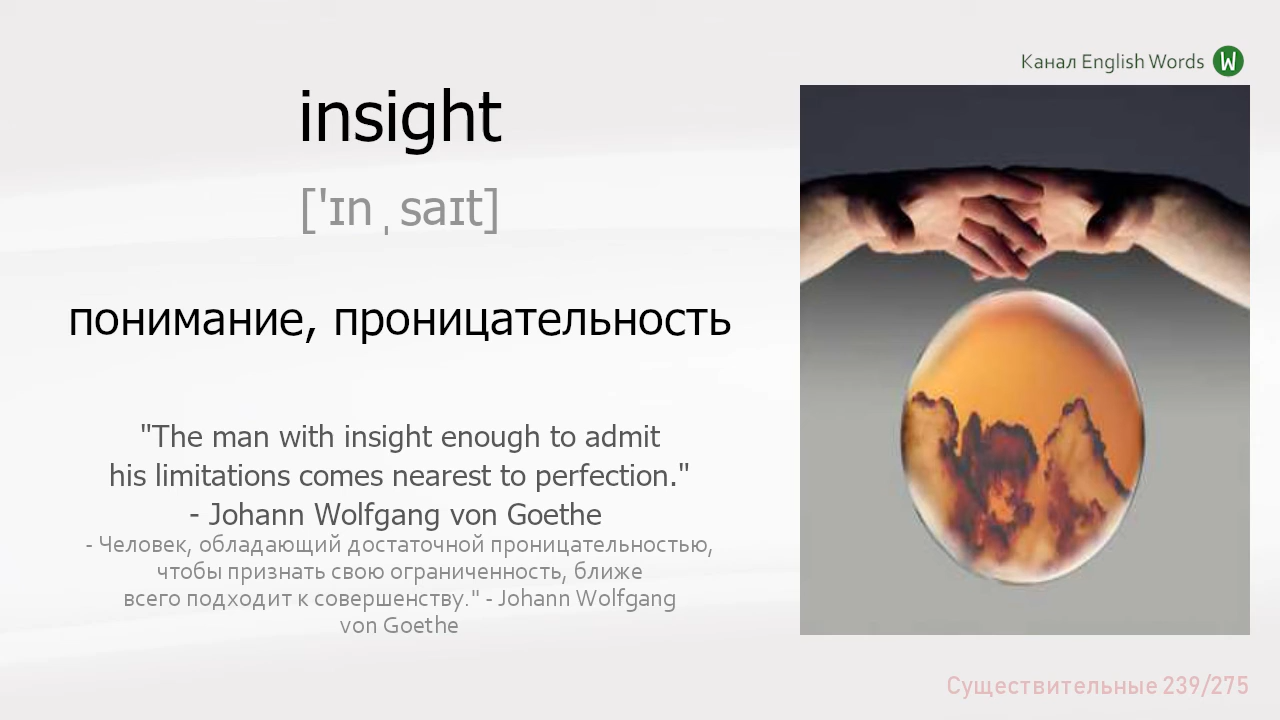 Канал English Words W
insight
['ɪnˌsaɪt]
понимание, проницательность
"The man with insight enough to admit
his limitations comes nearest to perfection."
- Johann Wolfgang von Goethe
- Человек, обладающий достаточной проницательностью,
чтобы признать свою ограниченность, ближе
всего подходит к совершенству." - Johann Wolfgang
von Goethe
Существительные 239/275